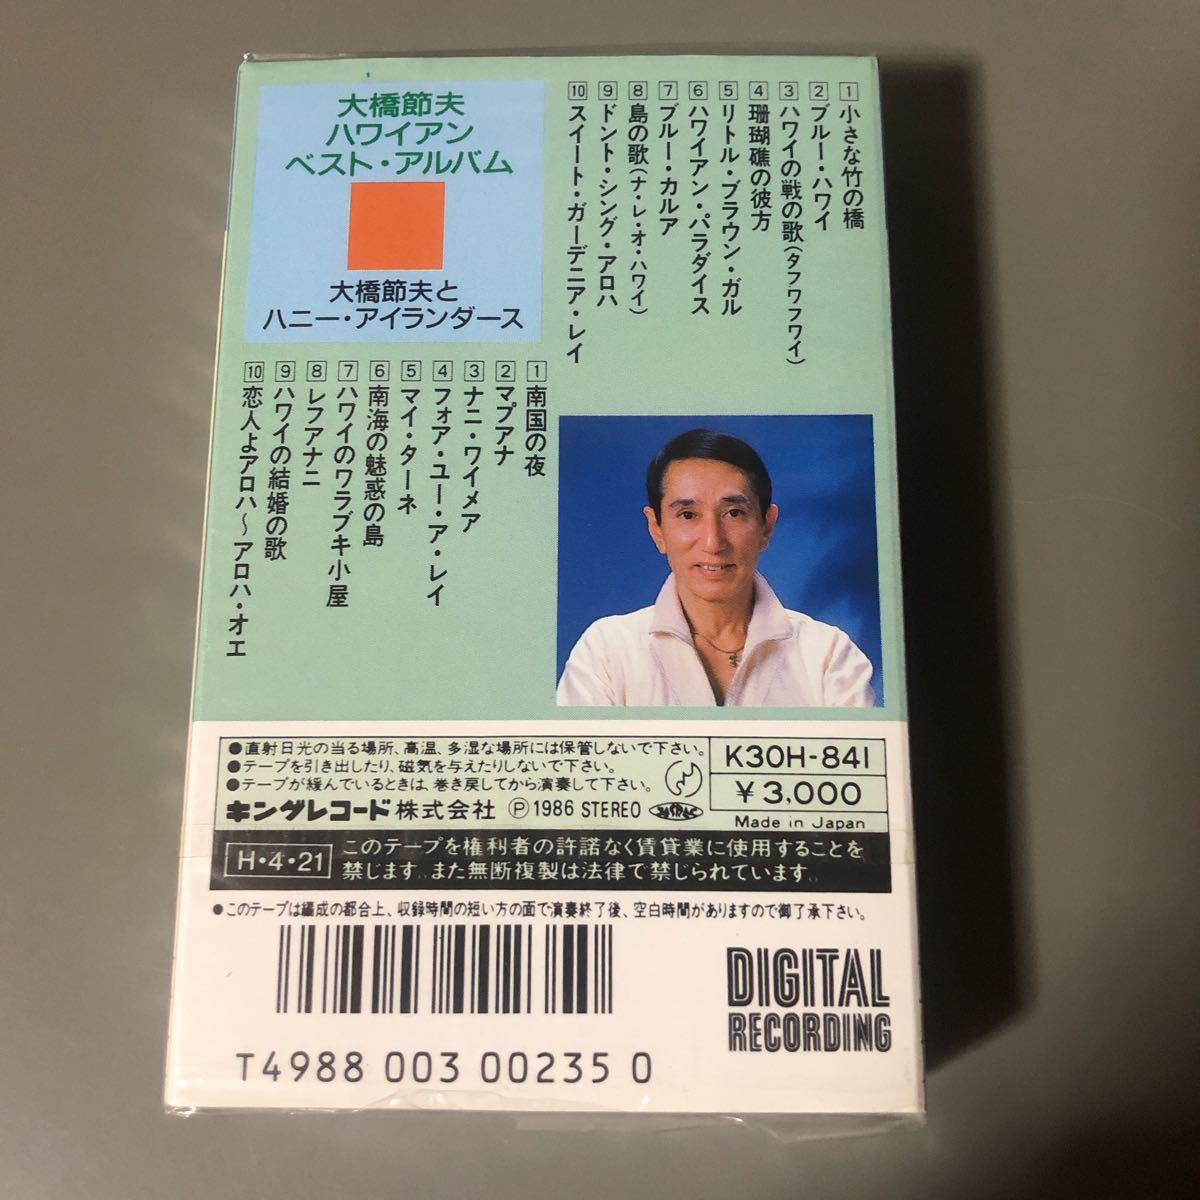 大橋節夫
ハワイアン
ベスト・アルバム
大橋節夫と
ハニー・アイランダース
1 小さな竹の橋
2 ブルー・ハワイ
3 ハワイの戦の歌(タフワフワイ)
4 珊瑚礁の彼方
5 リトル・ブラウン・ガル
6 ハワイアン・パラダイス
7 ブルー・カルア
8 島の歌(ナ・レ・オ・ハワイ)
9 ドント・シング・アロハ
10 スイート・ガーデニア・レイ
1 南国の夜
2 マプアナ
3 ナニ・ワイメア
4 フォア・ユー・ア・レイ
5 マイ・ターネ
6 南海の魅惑の島
7 ハワイのワラブキ小屋
8 レフアナニ
9 ハワイの結婚の歌
10 恋人よアロハ〜アロハ・オエ
●直射日光の当る場所、高温、多湿な場所には保管しないで下さい。
●テープを引き出したり、磁気を与えたりしないで下さい。
●テープが緩んでいるときは、巻き戻してから演奏して下さい。
キングレコード株式会社 Ⓟ1986 STEREO
K30H-841
¥3,000
Made in Japan
H・4・21
このテープを権利者の許諾なく賃貸業に使用することを
禁じます。また無断複製は法律で禁じられています。
●このテープは編成の都合上、収録時間の短い方の面で演奏終了後、空白時間がありますので御了承下さい。
DIGITAL
RECORDING
T4988 003 00235 0